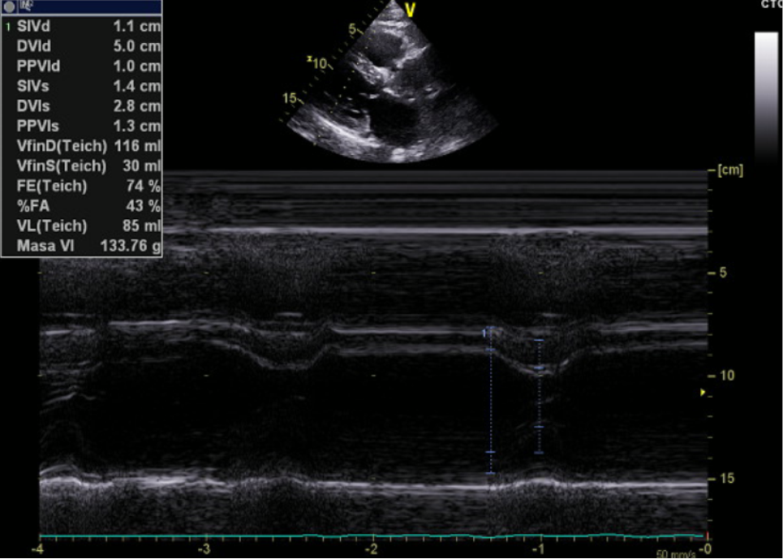 1 SIVd 1.1 cm
DVId 5.0 cm
PPVId 1.0 cm
SIVs 1.4 cm
DVIs 2.8 cm
PPVIs 1.3 cm
VfinD(Teich) 116 ml
VfinS(Teich) 30 ml
FE(Teich) 74 %
%FA 43 %
VL(Teich) 85 ml
Masa VI 133.76 g
V
5
10
15
[cm]
5
10
15
1
-4 -3 -2 -1 -0
50 mm/s